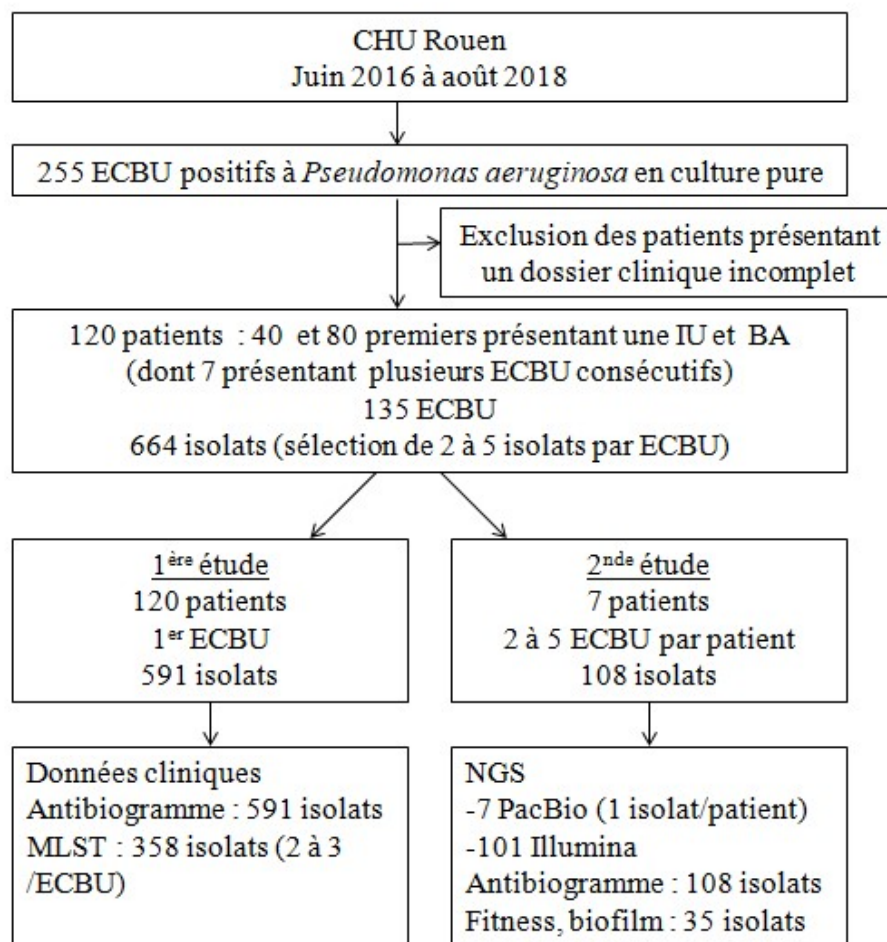 CHU Rouen
Juin 2016 à août 2018
255 ECBU positifs à Pseudomonas aeruginosa en culture pure
Exclusion des patients présentant
un dossier clinique incomplet
120 patients : 40 et 80 premiers présentant une IU et BA
(dont 7 présentant plusieurs ECBU consécutifs)
135 ECBU
664 isolats (sélection de 2 à 5 isolats par ECBU)
1ère étude
120 patients
1er ECBU
591 isolats
2nde étude
7 patients
2 à 5 ECBU par patient
108 isolats
Données cliniques
Antibiogramme : 591 isolats
MLST : 358 isolats (2 à 3
/ECBU)
NGS
-7 PacBio (1 isolat/patient)
-101 Illumina
Antibiogramme : 108 isolats
Fitness, biofilm : 35 isolats